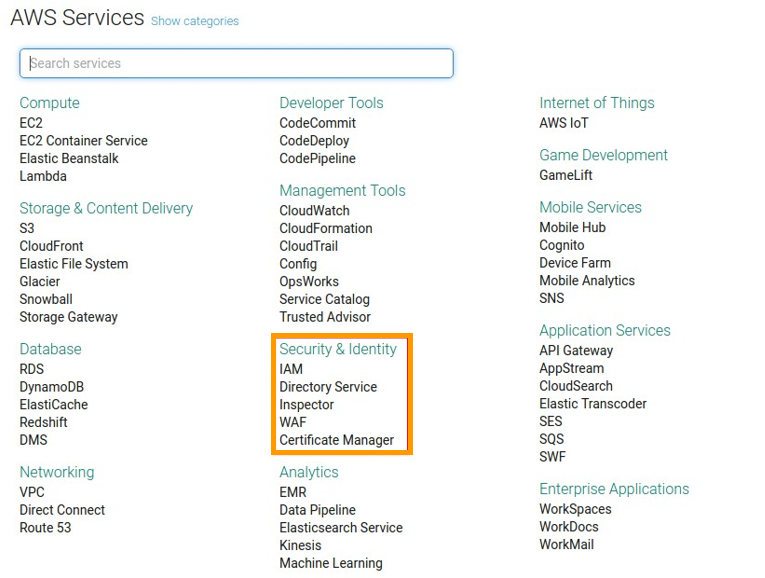 AWS Services Show categories
Search services
Compute
EC2
EC2 Container Service
Elastic Beanstalk
Lambda
Storage & Content Delivery
S3
CloudFront
Elastic File System
Glacier
Snowball
Storage Gateway
Database
RDS
DynamoDB
ElastiCache
Redshift
DMS
Networking
VPC
Direct Connect
Route 53
Developer Tools
CodeCommit
CodeDeploy
CodePipeline
Management Tools
CloudWatch
CloudFormation
CloudTrail
Config
OpsWorks
Service Catalog
Trusted Advisor
Security & Identity
IAM
Directory Service
Inspector
WAF
Certificate Manager
Analytics
EMR
Data Pipeline
Elasticsearch Service
Kinesis
Machine Learning
Internet of Things
AWS IoT
Game Development
GameLift
Mobile Services
Mobile Hub
Cognito
Device Farm
Mobile Analytics
SNS
Application Services
API Gateway
AppStream
CloudSearch
Elastic Transcoder
SES
SQS
SWF
Enterprise Applications
WorkSpaces
WorkDocs
WorkMail